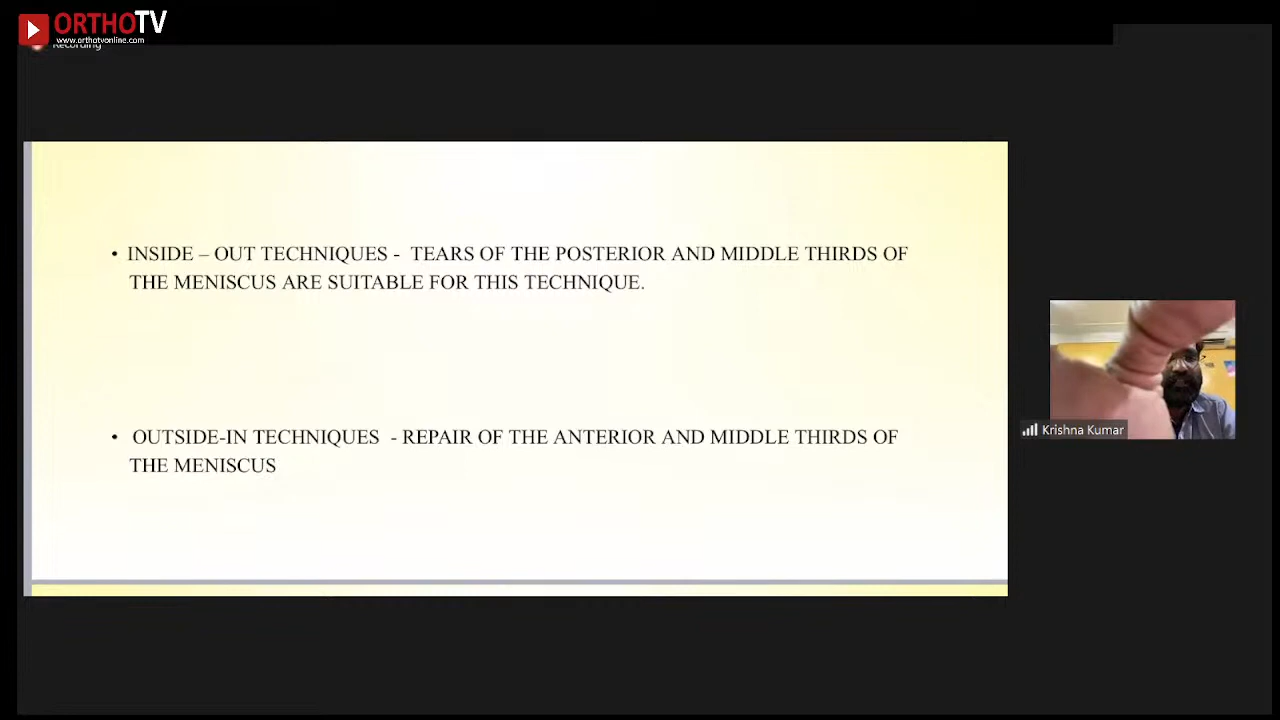 ORTHOTV
www.orthotvonline.com
Recording
• INSIDE – OUT TECHNIQUES - TEARS OF THE POSTERIOR AND MIDDLE THIRDS OF
THE MENISCUS ARE SUITABLE FOR THIS TECHNIQUE.
• OUTSIDE-IN TECHNIQUES - REPAIR OF THE ANTERIOR AND MIDDLE THIRDS OF
THE MENISCUS
Krishna Kumar